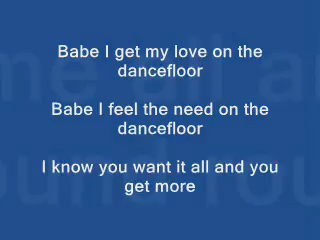 Babe I get my love on the
dancefloor
Babe I feel the need on the
dancefloor
I know you want it all and you
get more